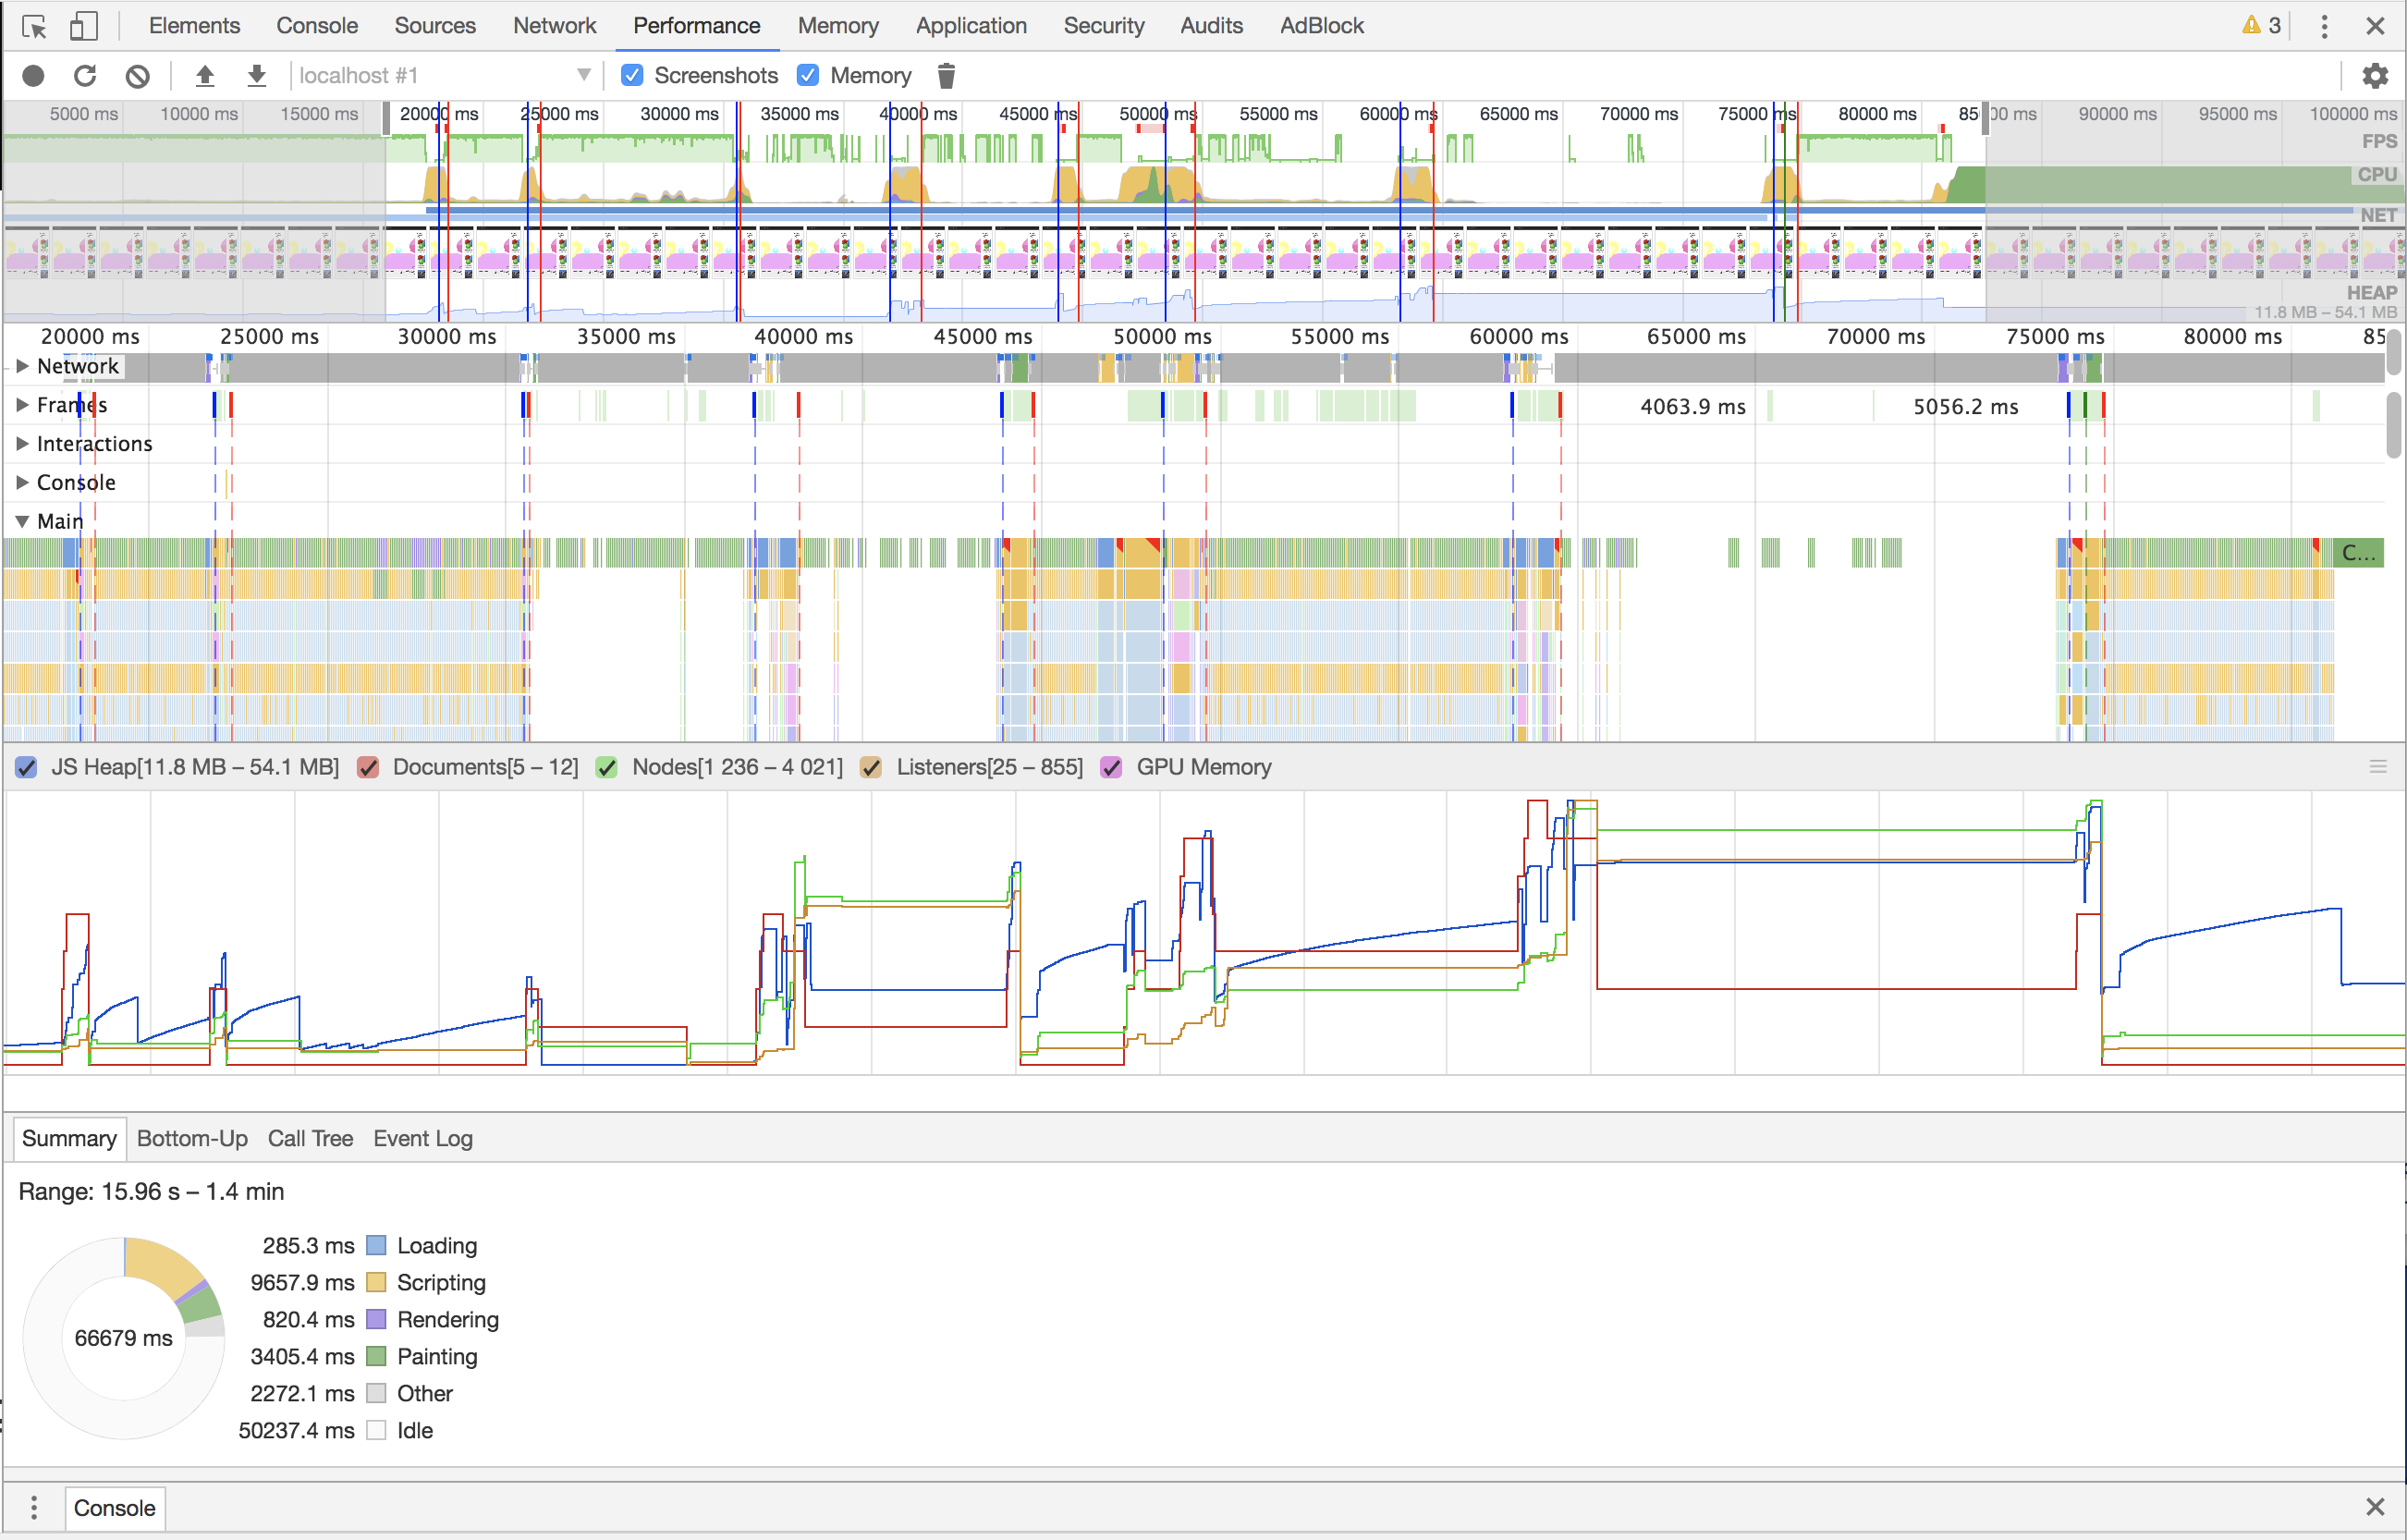 Elements Console Sources Network Performance Memory Application Security Audits AdBlock 3
localhost #1 Screenshots Memory
5000 ms 10000 ms 15000 ms 20000 ms 25000 ms 30000 ms 35000 ms 40000 ms 45000 ms 50000 ms 55000 ms 60000 ms 65000 ms 70000 ms 75000 ms 80000 ms 85000 ms 90000 ms 95000 ms 100000 ms
FPS
CPU
NET
HEAP
11.8 MB – 54.1 MB
20000 ms 25000 ms 30000 ms 35000 ms 40000 ms 45000 ms 50000 ms 55000 ms 60000 ms 65000 ms 70000 ms 75000 ms 80000 ms 85
Network
Frames 4063.9 ms 5056.2 ms
Interactions
Console
Main
C...
JS Heap[11.8 MB – 54.1 MB] Documents[5 – 12] Nodes[1 236 – 4 021] Listeners[25 – 855] GPU Memory
Summary Bottom-Up Call Tree Event Log
Range: 15.96 s – 1.4 min
285.3 ms Loading
9657.9 ms Scripting
820.4 ms Rendering
66679 ms
3405.4 ms Painting
2272.1 ms Other
50237.4 ms Idle
Console